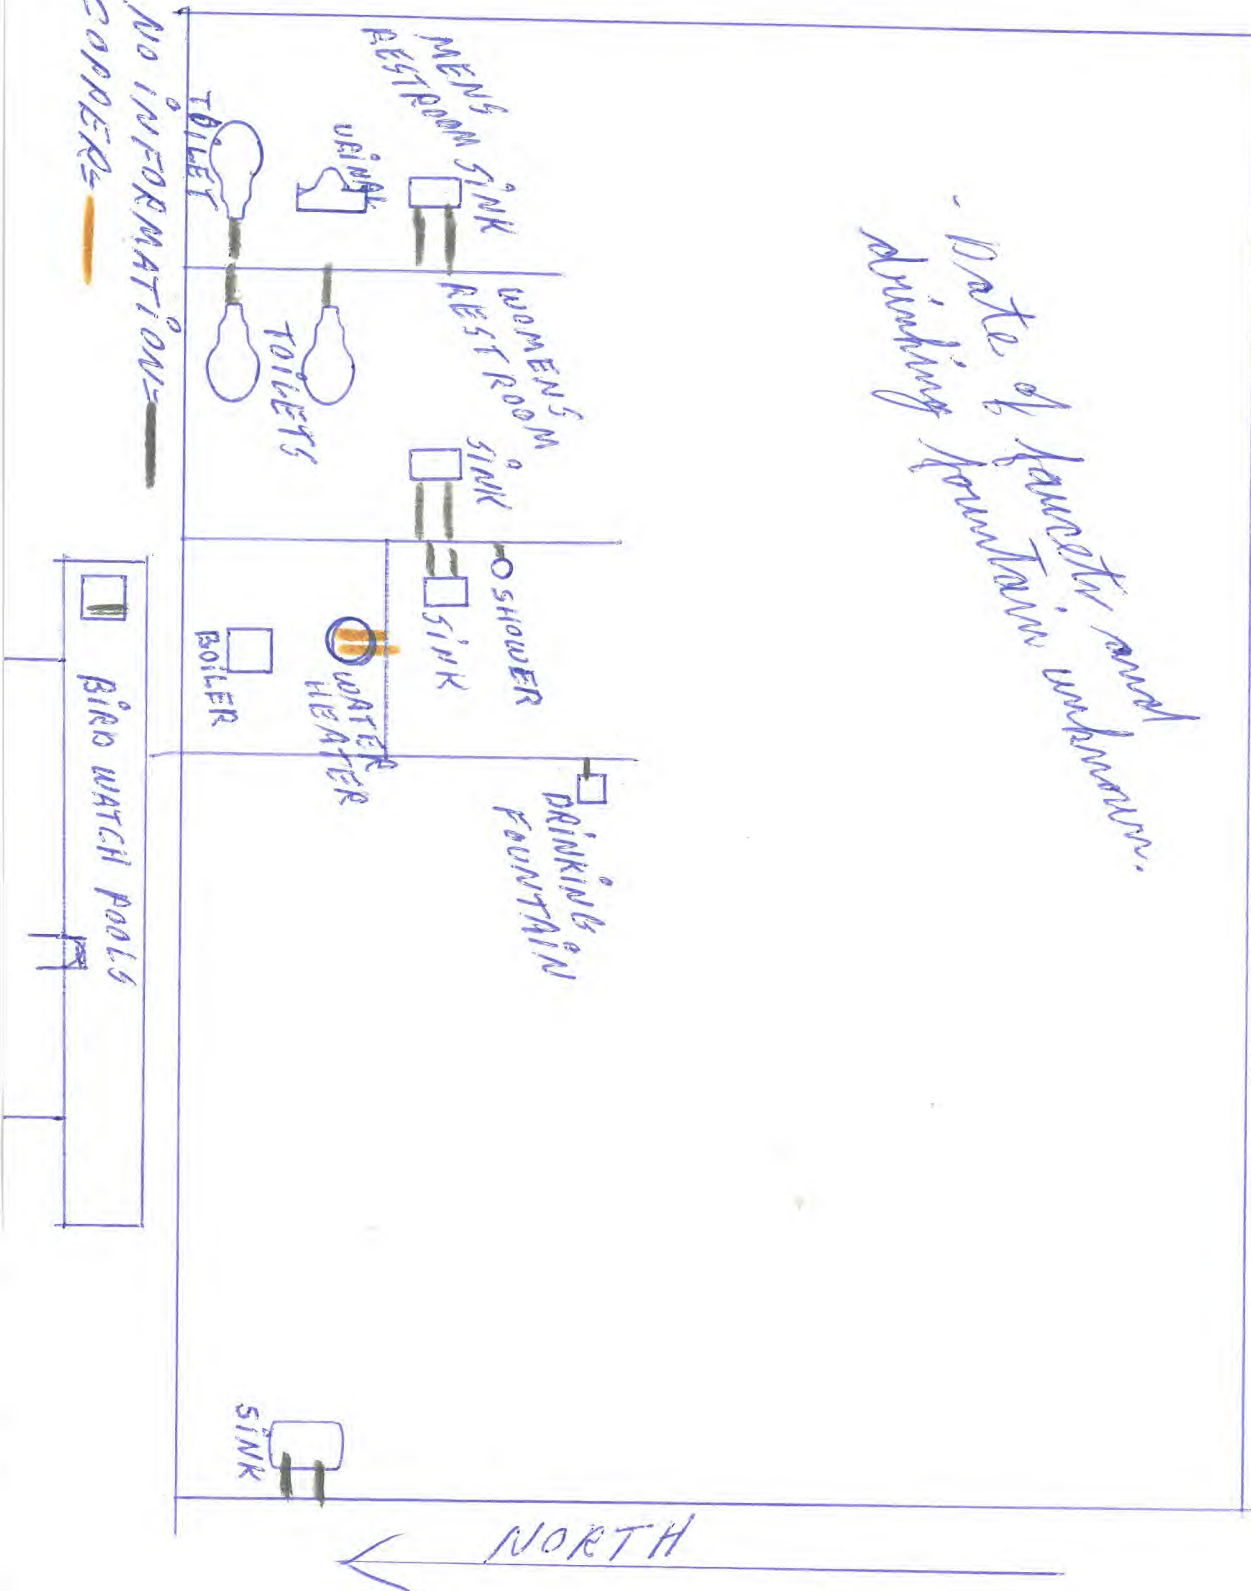 - Date of faucets and
drinking fountain unknown.
MENS
RESTROOM SINK
URINAL
TOILET
WOMENS
RESTROOM
SINK
TOILETS
SHOWER
SINK
WATER
HEATER
BOILER
DRINKING
FOUNTAIN
SINK
NO INFORMATION=
COPPER=
BIRD WATCH POOLS
NORTH